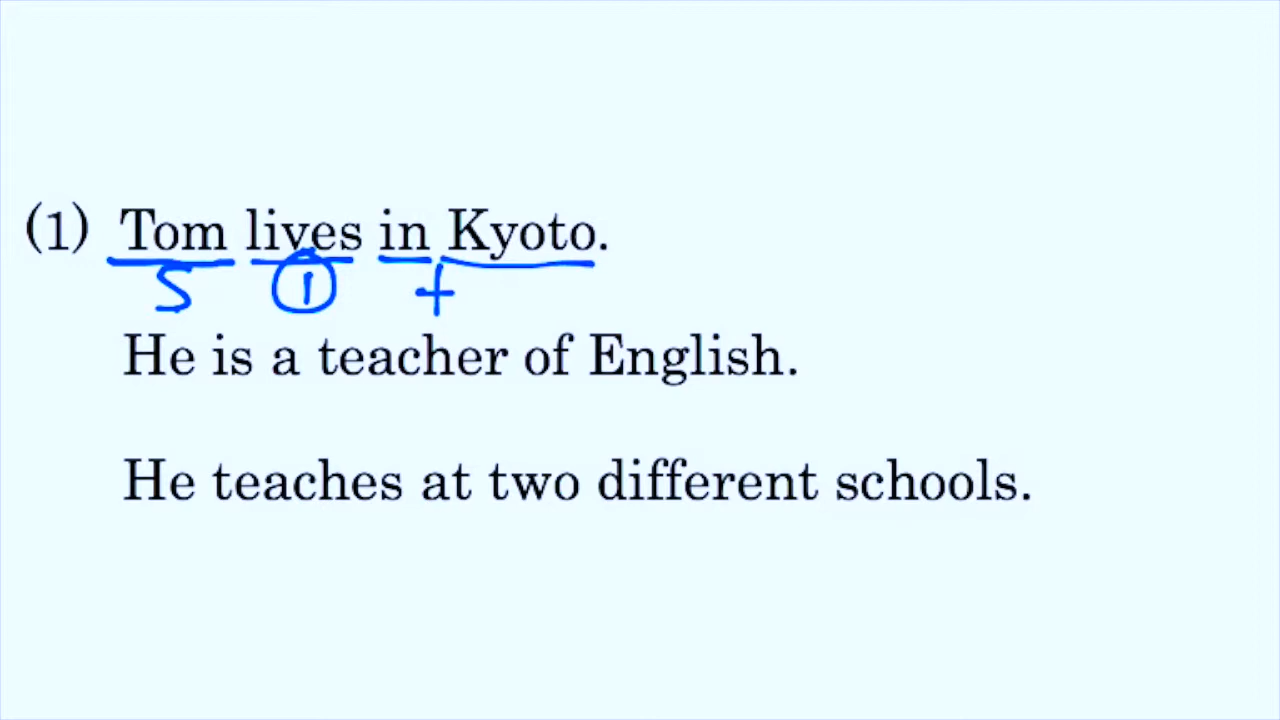 (1) Tom lives in Kyoto.
S ① +
He is a teacher of English.
He teaches at two different schools.